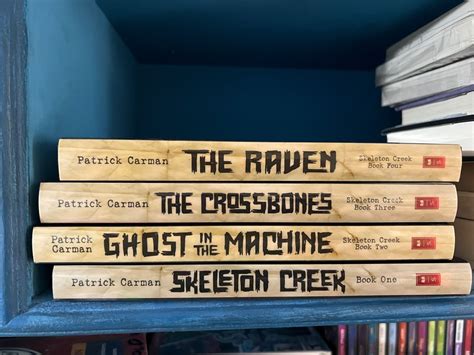 Patrick Carman THE RAVEN Skeleton Creek
Book Four
Patrick Carman THE CROSSBONES Skeleton Creek
Book Three
Patrick
Carman GHOST IN THE MACHINE Skeleton Creek
Book Two
Patrick Carman SKELETON CREEK Book One